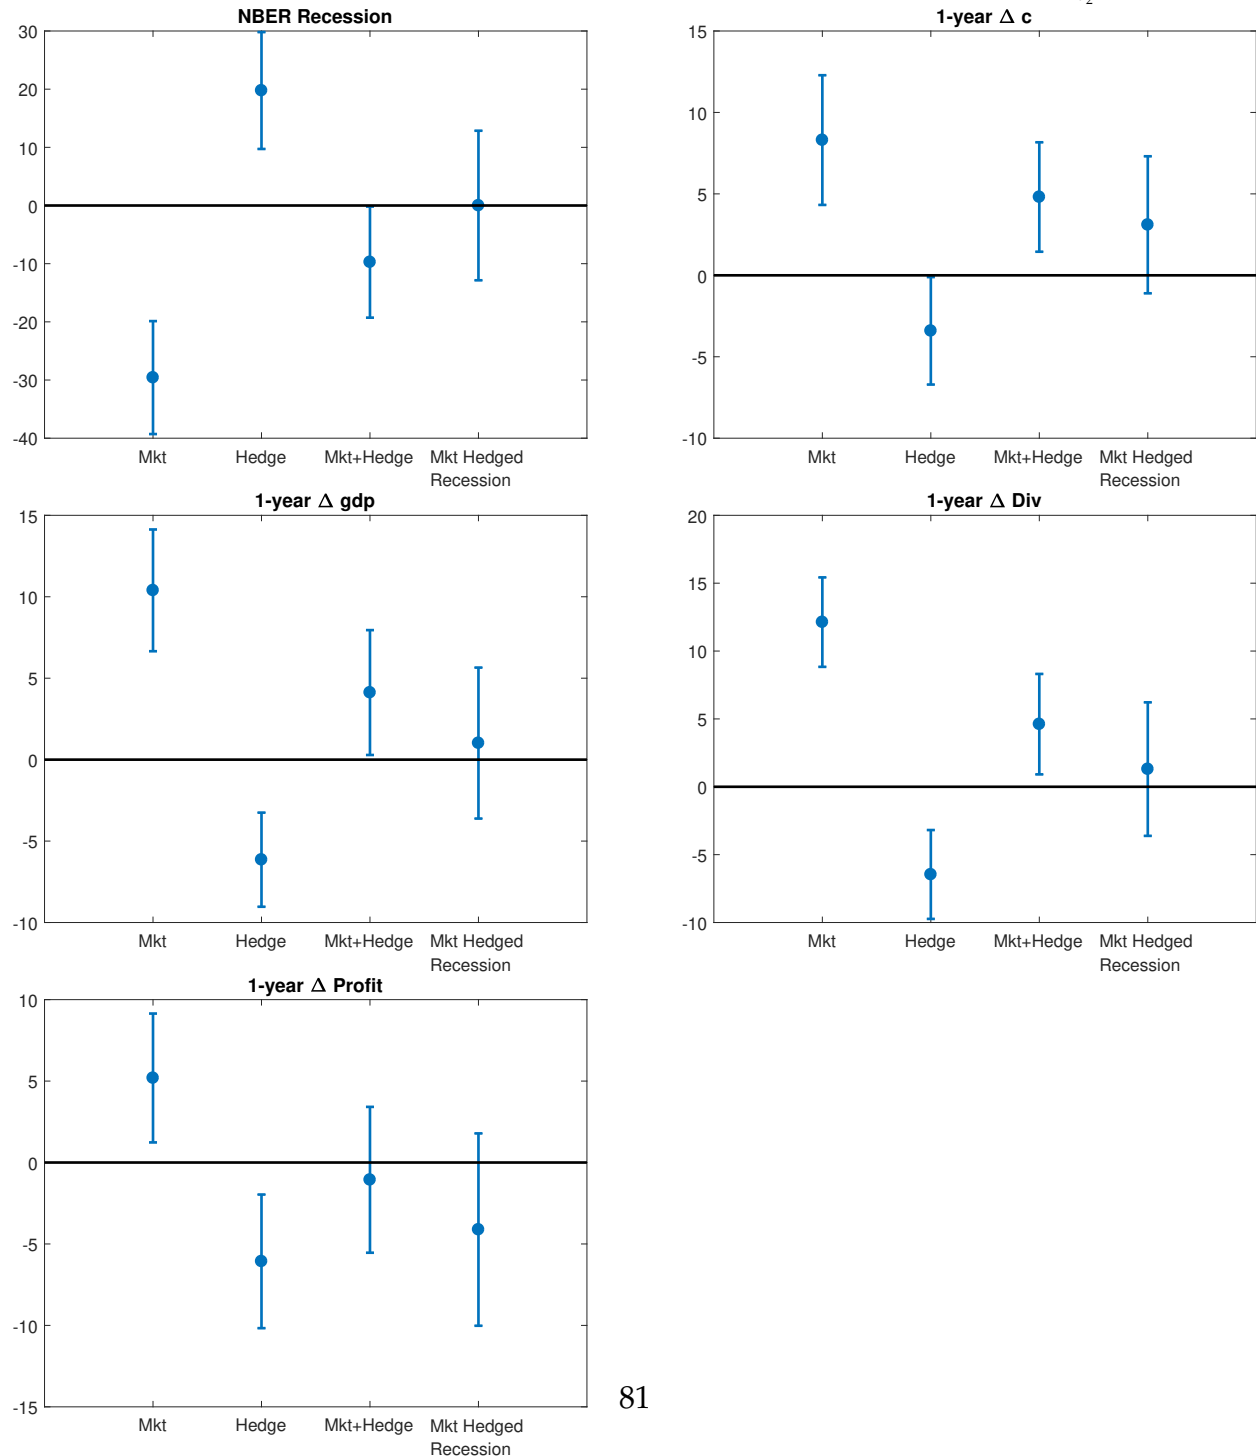 2
NBER Recession
30
20
10
0
-10
-20
-30
-40
Mkt Hedge Mkt+Hedge Mkt Hedged
Recession
1-year Δ c
15
10
5
0
-5
-10
Mkt Hedge Mkt+Hedge Mkt Hedged
Recession
1-year Δ gdp
15
10
5
0
-5
-10
Mkt Hedge Mkt+Hedge Mkt Hedged
Recession
1-year Δ Div
20
15
10
5
0
-5
-10
Mkt Hedge Mkt+Hedge Mkt Hedged
Recession
1-year Δ Profit
10
5
0
-5
-10
-15
Mkt Hedge Mkt+Hedge Mkt Hedged
Recession
81